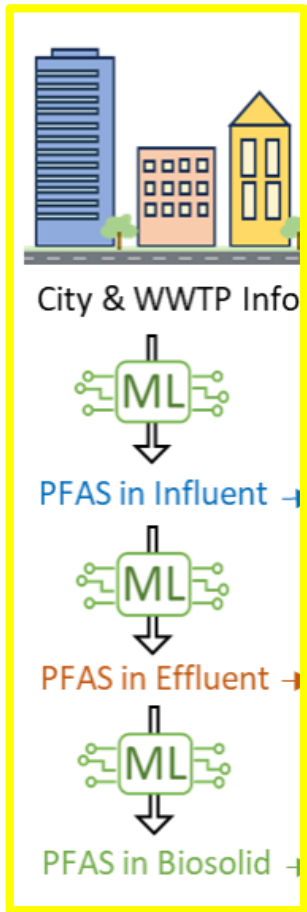 City & WWTP Info
ML
PFAS in Influent
ML
PFAS in Effluent
ML
PFAS in Biosolid